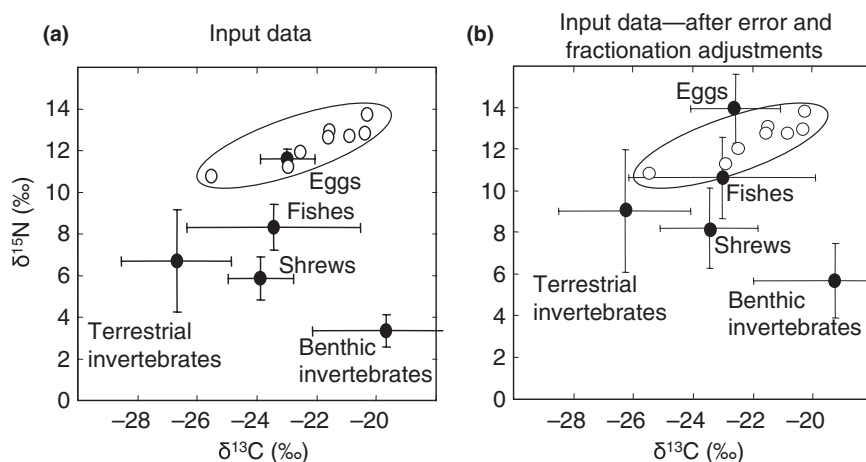 (a)
Input data
δ15N (‰)
14
12
10
8
6
4
2
0
Eggs
Fishes
Shrews
Terrestrial
invertebrates
Benthic
invertebrates
–28
–26
–24
–22
–20
δ13C (‰)
(b)
Input data—after error and
fractionation adjustments
14
12
10
8
6
4
2
0
Eggs
Fishes
Shrews
Terrestrial
invertebrates
Benthic
invertebrates
–28
–26
–24
–22
–20
δ13C (‰)